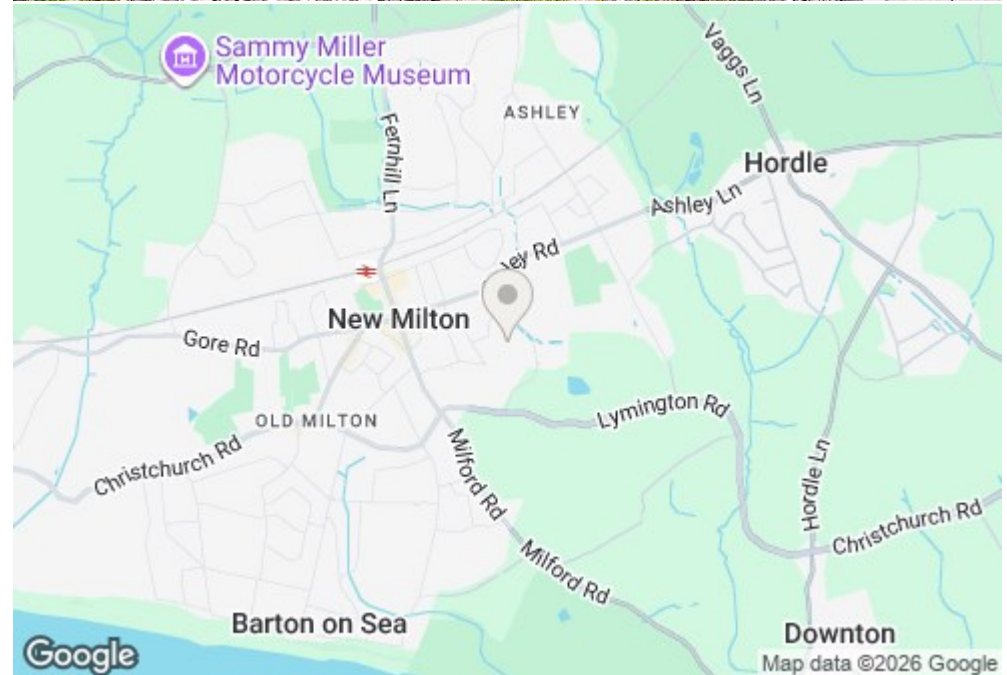 Sammy Miller
Motorcycle Museum
Vaggs Ln
ASHLEY
Fernhill Ln
Hordle
Ashley Ln
ey Rd
New Milton
Gore Rd
OLD MILTON
Lymington Rd
Christchurch Rd
Milford Rd
Hordle Ln
Christchurch Rd
Milford Rd
Barton on Sea
Downton
Google
Map data ©2026 Google